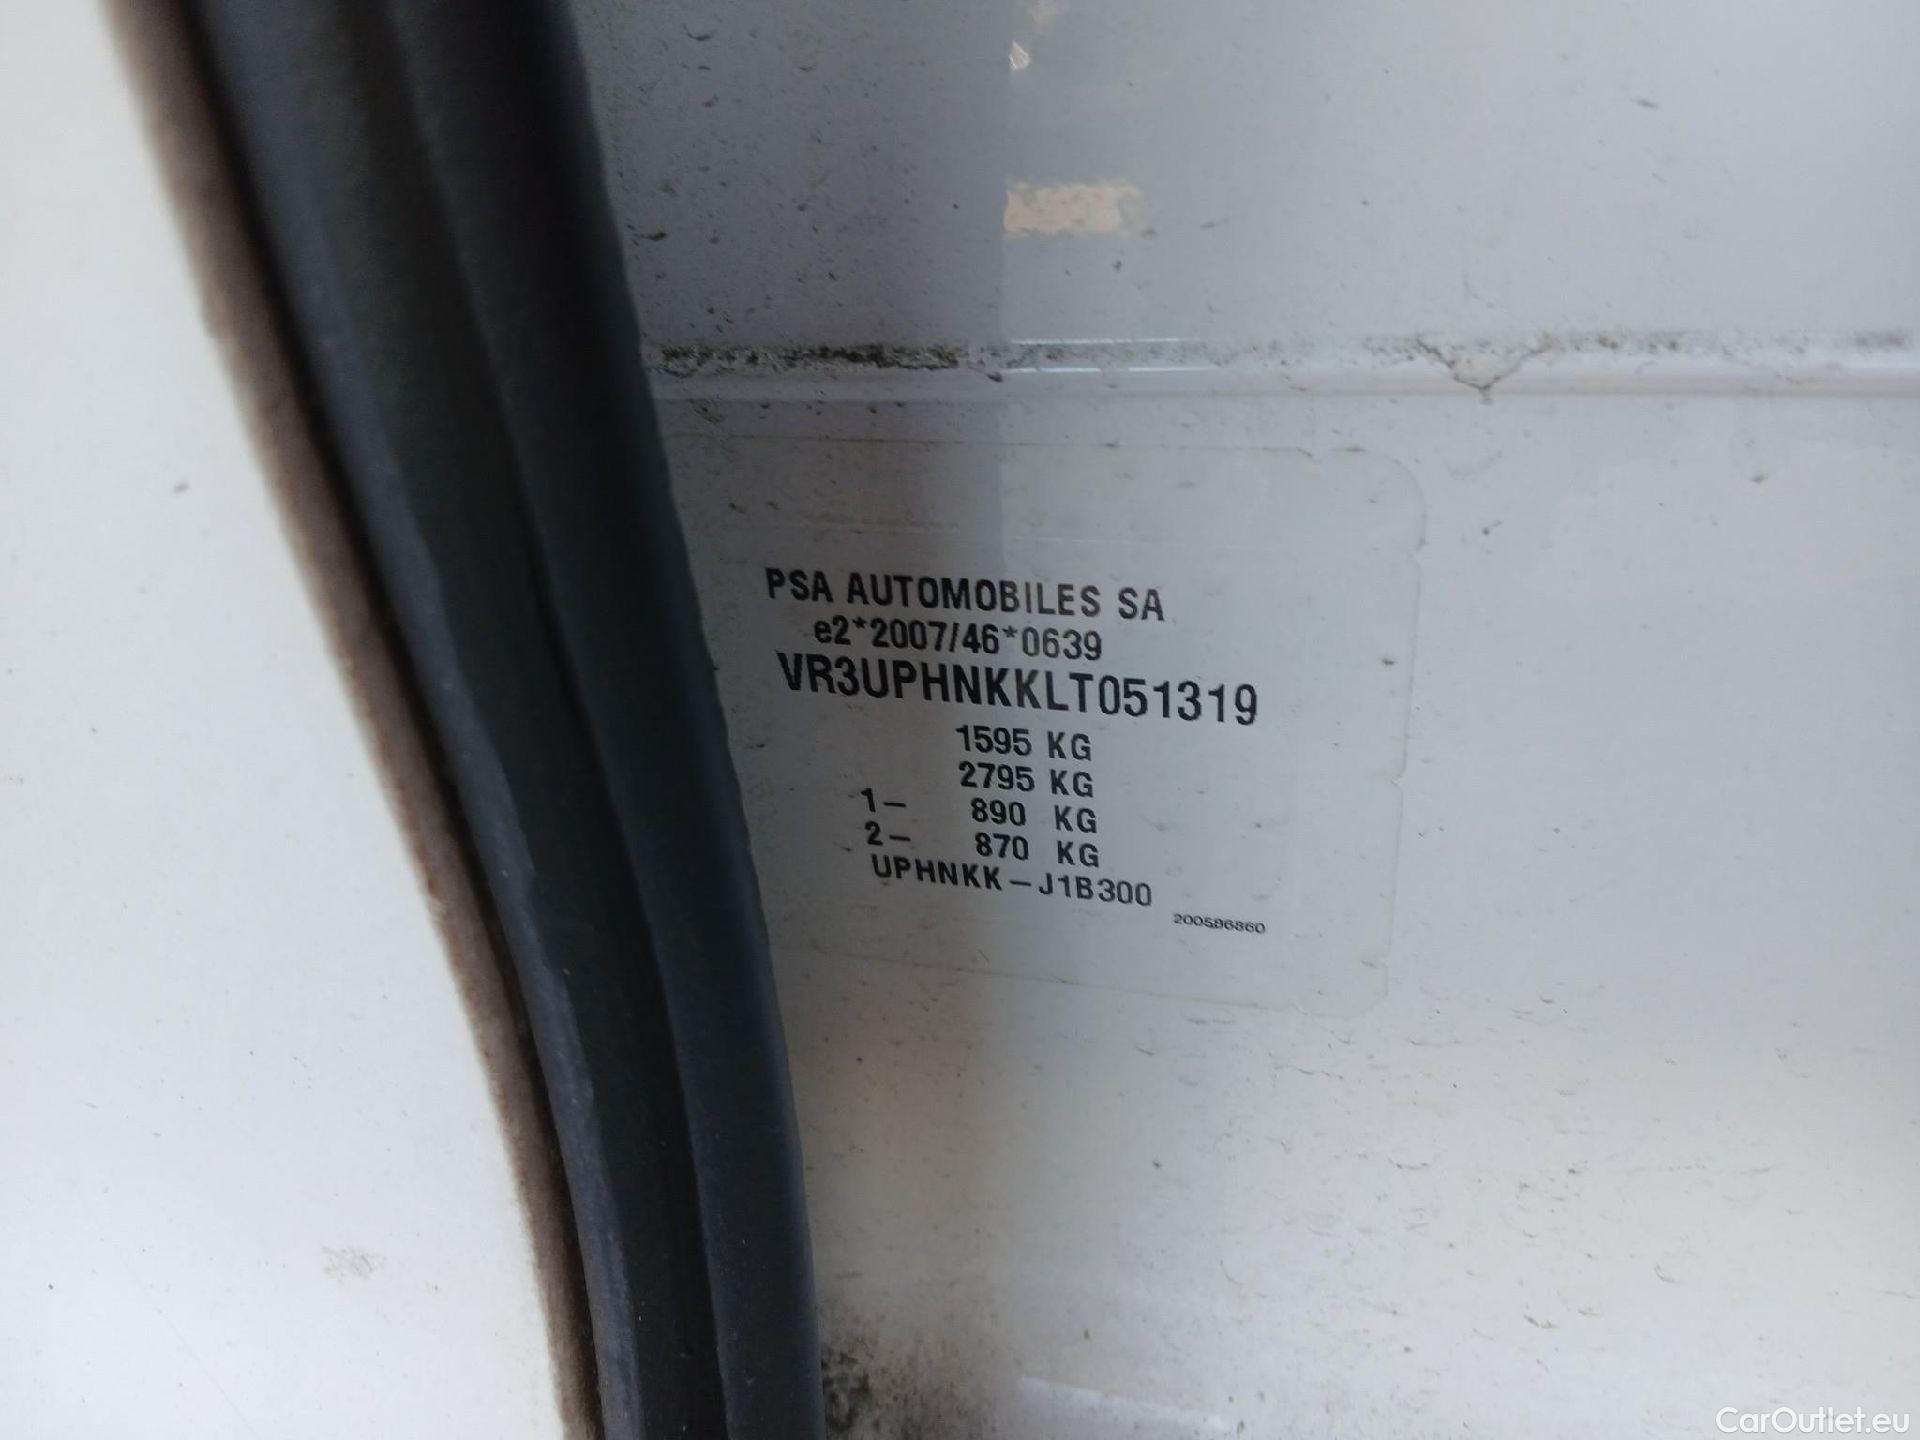 PSA AUTOMOBILES SA
e2*2007/46*0639
VR3UPHNKKLT051319
1595 KG
2795 KG
1- 890 KG
2- 870 KG
UPHNKK-J1B300
200596860
CarOutlet.eu